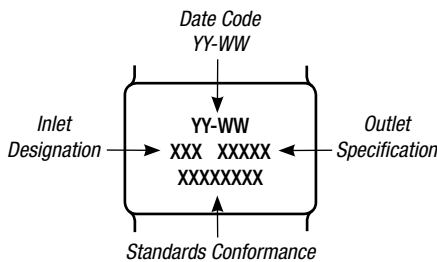 Date Code
YY-WW
YY-WW
Inlet
Designation
XXX XXXXX
Outlet
Specification
XXXXXXXX
Standards Conformance